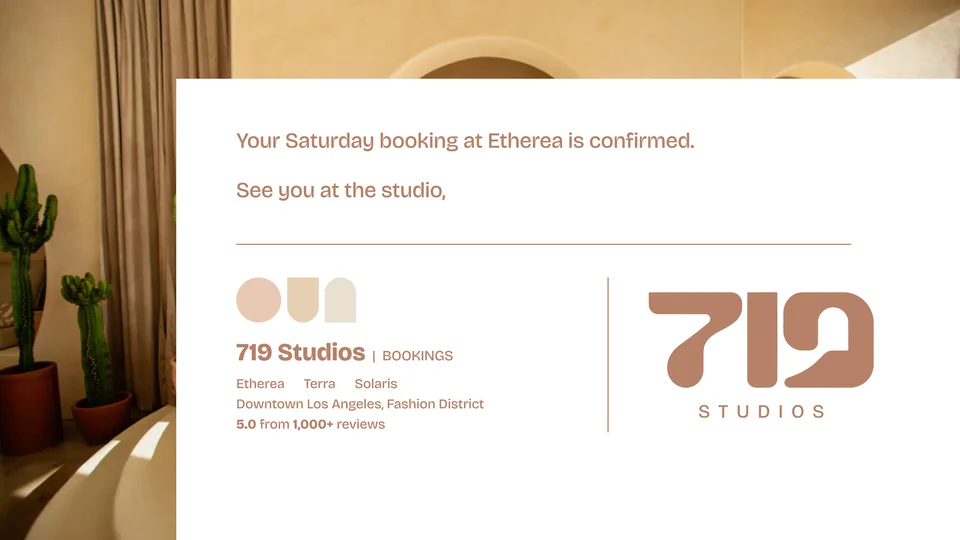 Your Saturday booking at Etherea is confirmed.
See you at the studio,
719 Studios | BOOKINGS
Etherea Terra Solaris
Downtown Los Angeles, Fashion District
5.0 from 1,000+ reviews
719
STUDIOS